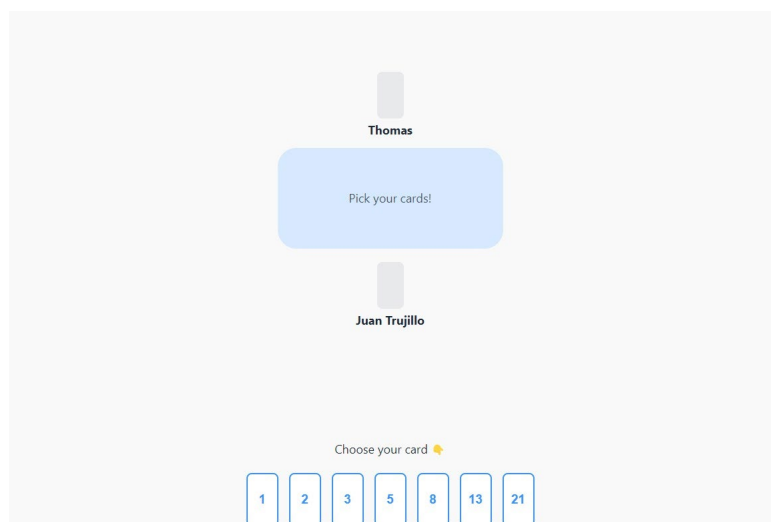 Thomas
Pick your cards!
Juan Trujillo
Choose your card 👇
1 2 3 5 8 13 21